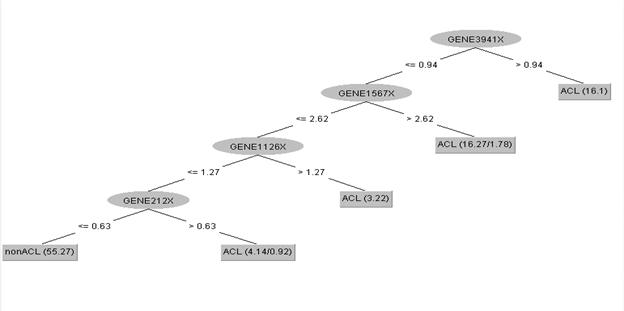 GENE3941X
<= 0.94
> 0.94
GENE1567X
ACL (16.1)
<= 2.62
> 2.62
GENE1126X
ACL (16.27/1.78)
<= 1.27
> 1.27
GENE212X
ACL (3.22)
<= 0.63
> 0.63
nonACL (55.27)
ACL (4.14/0.92)